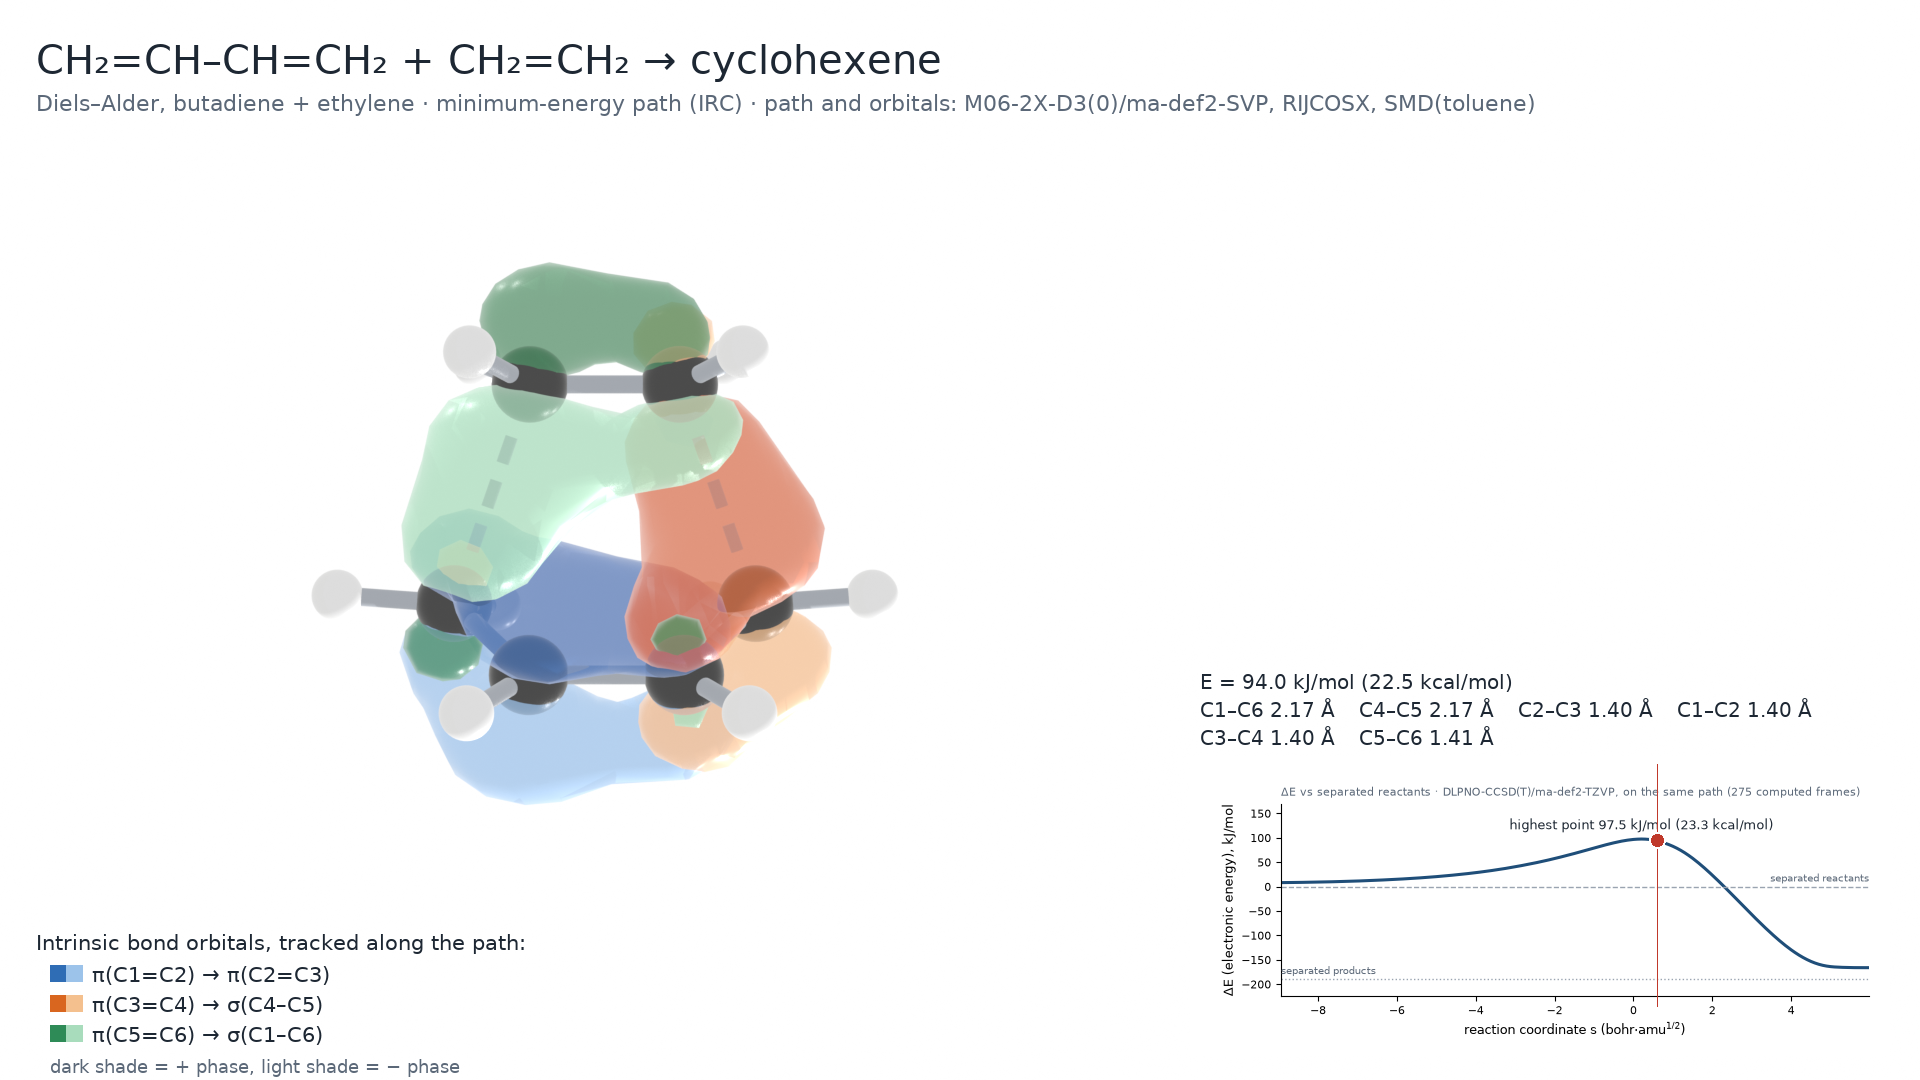 CH₂=CH–CH=CH₂ + CH₂=CH₂ → cyclohexene
Diels–Alder, butadiene + ethylene · minimum-energy path (IRC) · path and orbitals: M06-2X-D3(0)/ma-def2-SVP, RIJCOSX, SMD(toluene)
E = 94.0 kJ/mol (22.5 kcal/mol)
C1–C6 2.17 Å C4–C5 2.17 Å C2–C3 1.40 Å C1–C2 1.40 Å
C3–C4 1.40 Å C5–C6 1.41 Å
ΔE vs separated reactants · DLPNO-CCSD(T)/ma-def2-TZVP, on the same path (275 computed frames)
highest point 97.5 kJ/mol (23.3 kcal/mol)
separated reactants
separated products
ΔE (electronic energy), kJ/mol
150
100
50
0
−50
−100
−150
−200
−8 −6 −4 −2 0 2 4
reaction coordinate s (bohr·amu¹ᐟ²)
Intrinsic bond orbitals, tracked along the path:
π(C1=C2) → π(C2=C3)
π(C3=C4) → σ(C4–C5)
π(C5=C6) → σ(C1–C6)
dark shade = + phase, light shade = − phase